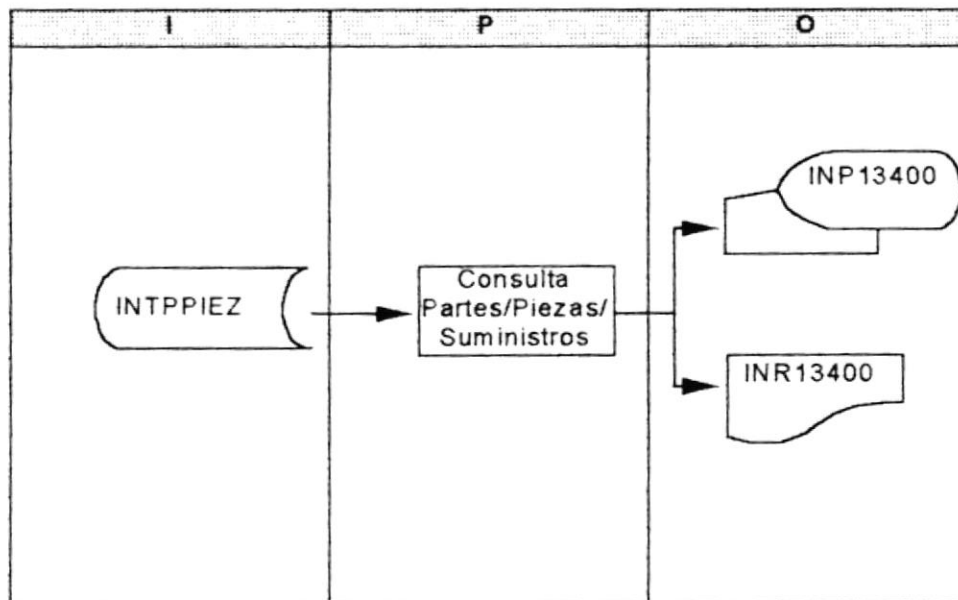 I
P
O
INP13400
INTPPIEZ
Consulta
Partes/Piezas/
Suministros
INR13400